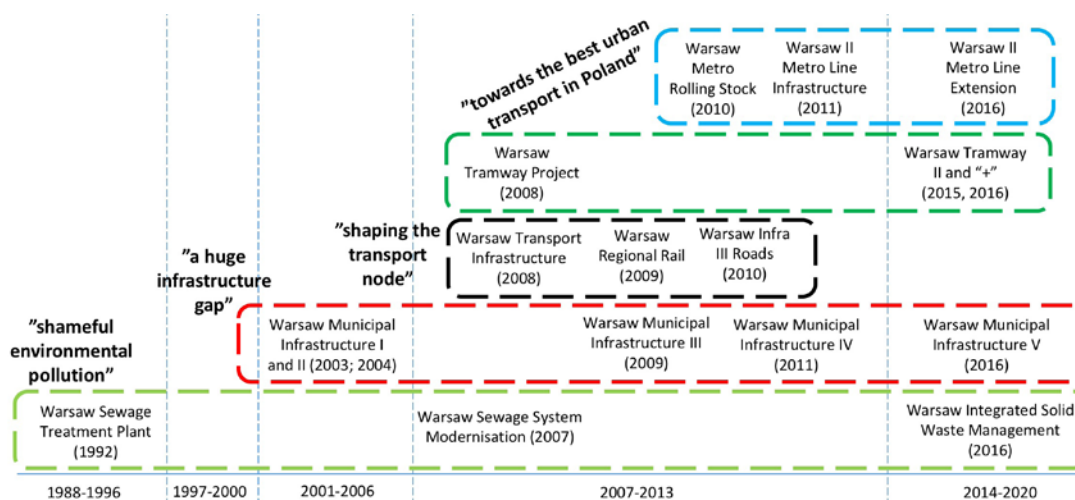 ”towards the best urban
transport in Poland”
Warsaw
Metro
Rolling Stock
(2010)
Warsaw II
Metro Line
Infrastructure
(2011)
Warsaw II
Metro Line
Extension
(2016)
Warsaw
Tramway Project
(2008)
Warsaw Tramway
II and “+”
(2015, 2016)
”shaping the
transport
node”
Warsaw Transport
Infrastructure
(2008)
Warsaw
Regional Rail
(2009)
Warsaw Infra
III Roads
(2010)
”a huge
infrastructure
gap”
Warsaw Municipal
Infrastructure I
and II (2003; 2004)
Warsaw Municipal
Infrastructure III
(2009)
Warsaw Municipal
Infrastructure IV
(2011)
Warsaw Municipal
Infrastructure V
(2016)
”shameful
environmental
pollution”
Warsaw Sewage
Treatment Plant
(1992)
Warsaw Sewage System
Modernisation (2007)
Warsaw Integrated Solid
Waste Management
(2016)
1988-1996
1997-2000
2001-2006
2007-2013
2014-2020